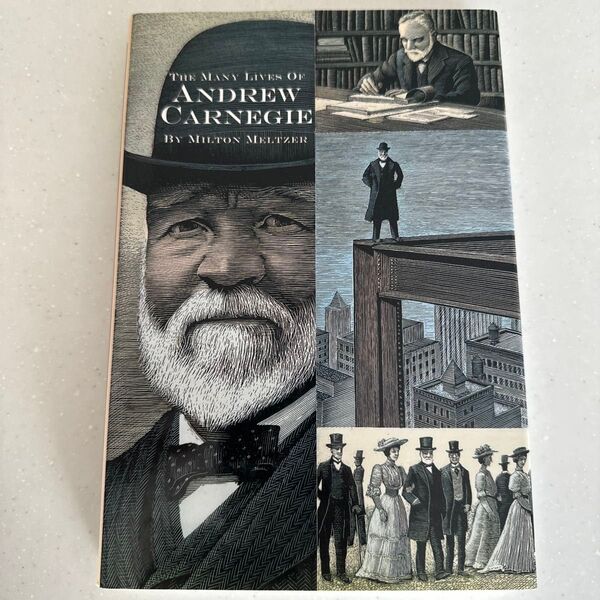 THE MANY LIVES OF
ANDREW
CARNEGIE
BY MILTON MELTZER